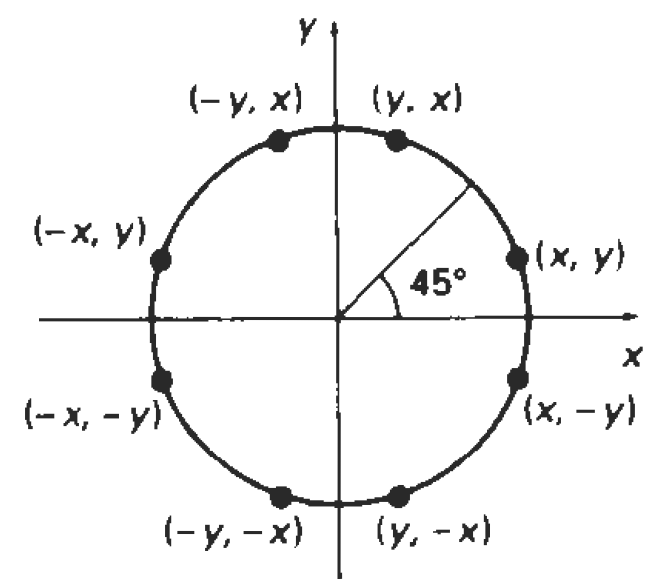 y
(-y, x) (y, x)
(-x, y) (x, y)
45°
x
(-x, -y) (x, -y)
(-y, -x) (y, -x)